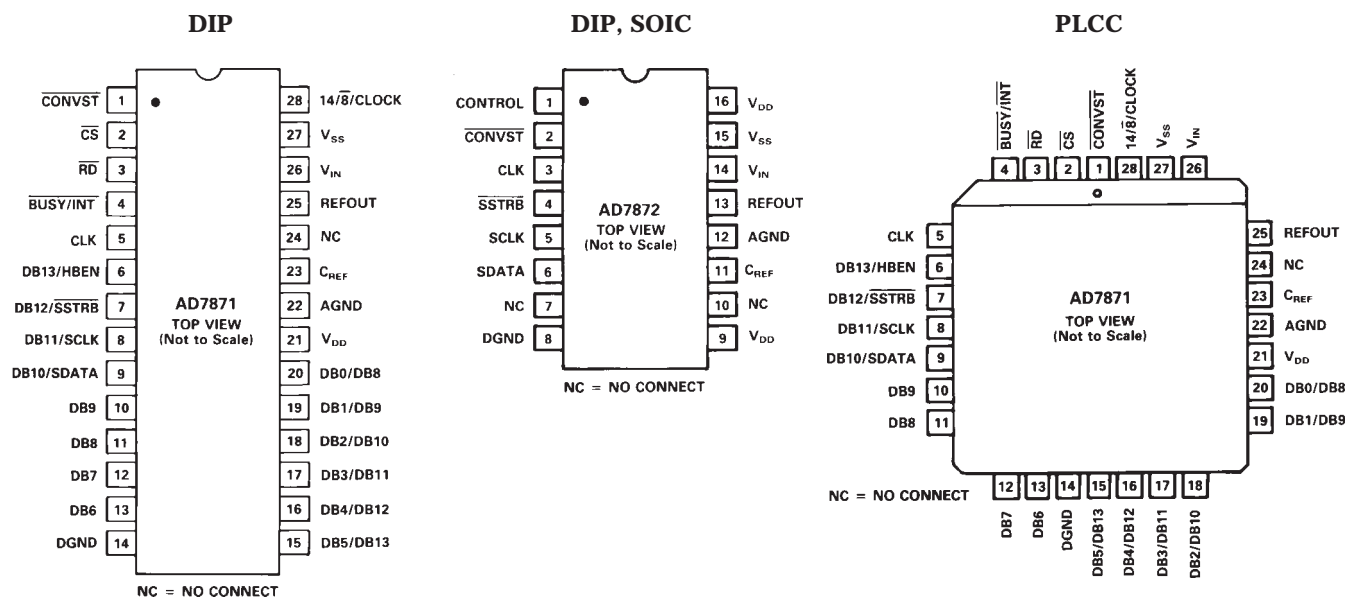 DIP
CONVST 1
CS 2
RD 3
BUSY/INT 4
CLK 5
DB13/HBEN 6
DB12/SSTRB 7
DB11/SCLK 8
DB10/SDATA 9
DB9 10
DB8 11
DB7 12
DB6 13
DGND 14
AD7871
TOP VIEW
(Not to Scale)
28 14/8/CLOCK
27 VSS
26 VIN
25 REFOUT
24 NC
23 CREF
22 AGND
21 VDD
20 DB0/DB8
19 DB1/DB9
18 DB2/DB10
17 DB3/DB11
16 DB4/DB12
15 DB5/DB13
NC = NO CONNECT
DIP, SOIC
CONTROL 1
CONVST 2
CLK 3
SSTRB 4
SCLK 5
SDATA 6
NC 7
DGND 8
AD7872
TOP VIEW
(Not to Scale)
16 VDD
15 VSS
14 VIN
13 REFOUT
12 AGND
11 CREF
10 NC
9 VDD
NC = NO CONNECT
PLCC
BUSY/INT
RD
CS
CONVST
14/8/CLOCK
VSS
VIN
4 3 2 1 28 27 26
CLK 5
DB13/HBEN 6
DB12/SSTRB 7
DB11/SCLK 8
DB10/SDATA 9
DB9 10
DB8 11
AD7871
TOP VIEW
(Not to Scale)
25 REFOUT
24 NC
23 CREF
22 AGND
21 VDD
20 DB0/DB8
19 DB1/DB9
NC = NO CONNECT
12 13 14 15 16 17 18
DB7
DB6
DGND
DB5/DB13
DB4/DB12
DB3/DB11
DB2/DB10